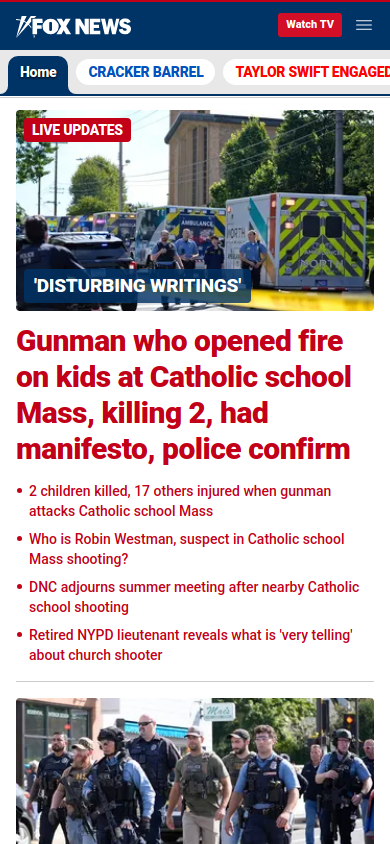 FOX NEWS
Watch TV
Home
CRACKER BARREL
TAYLOR SWIFT ENGAGED
LIVE UPDATES
AMBULANCE
NORTH
NORTH
'DISTURBING WRITINGS'
Gunman who opened fire
on kids at Catholic school
Mass, killing 2, had
manifesto, police confirm
2 children killed, 17 others injured when gunman
attacks Catholic school Mass
Who is Robin Westman, suspect in Catholic school
Mass shooting?
DNC adjourns summer meeting after nearby Catholic
school shooting
Retired NYPD lieutenant reveals what is 'very telling'
about church shooter